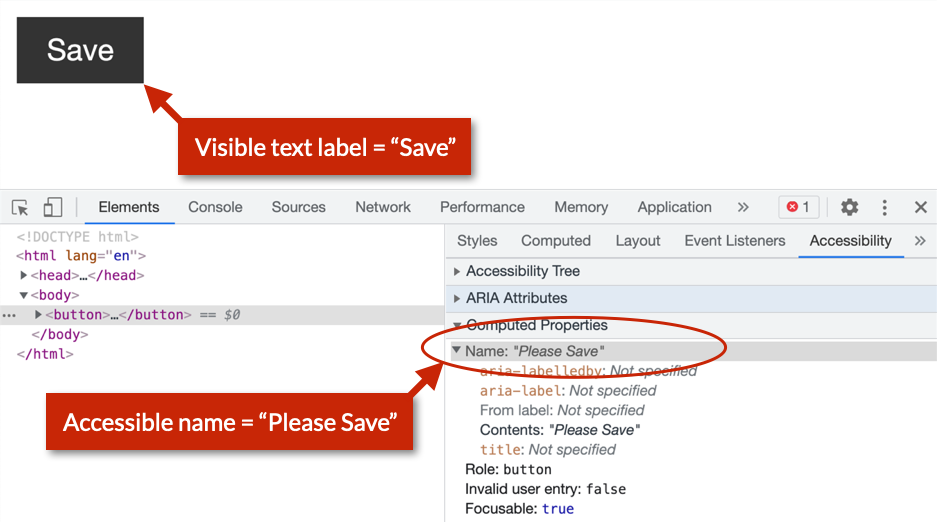 Save
Visible text label = “Save”
Elements Console Sources Network Performance Memory Application » 1
<!DOCTYPE html>
<html lang="en">
<head>…</head>
<body>
<button>…</button> == $0
</body>
</html>
Styles Computed Layout Event Listeners Accessibility »
Accessibility Tree
ARIA Attributes
Computed Properties
Name: "Please Save"
aria-labelledby: Not specified
aria-label: Not specified
From label: Not specified
Contents: "Please Save"
title: Not specified
Role: button
Invalid user entry: false
Focusable: true
Accessible name = “Please Save”